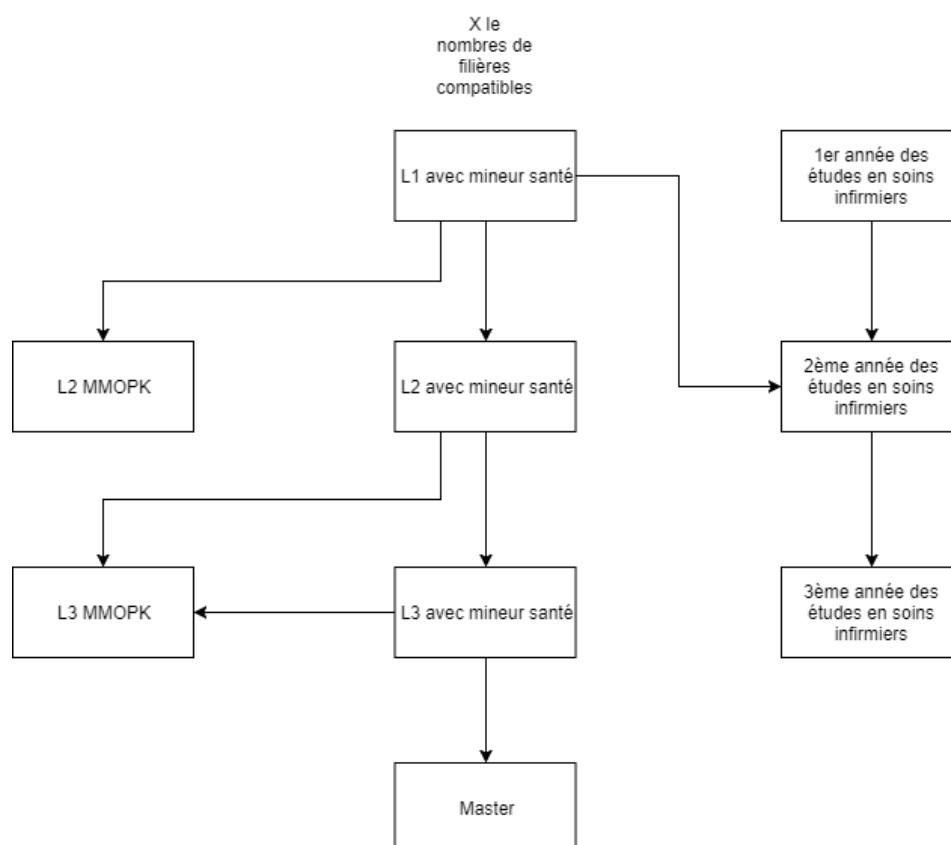 X le
nombres de
filières
compatibles
L1 avec mineur santé
1er année des
études en soins
infirmiers
L2 MMOPK
L2 avec mineur santé
2ème année des
études en soins
infirmiers
L3 MMOPK
L3 avec mineur santé
3ème année des
études en soins
infirmiers
Master